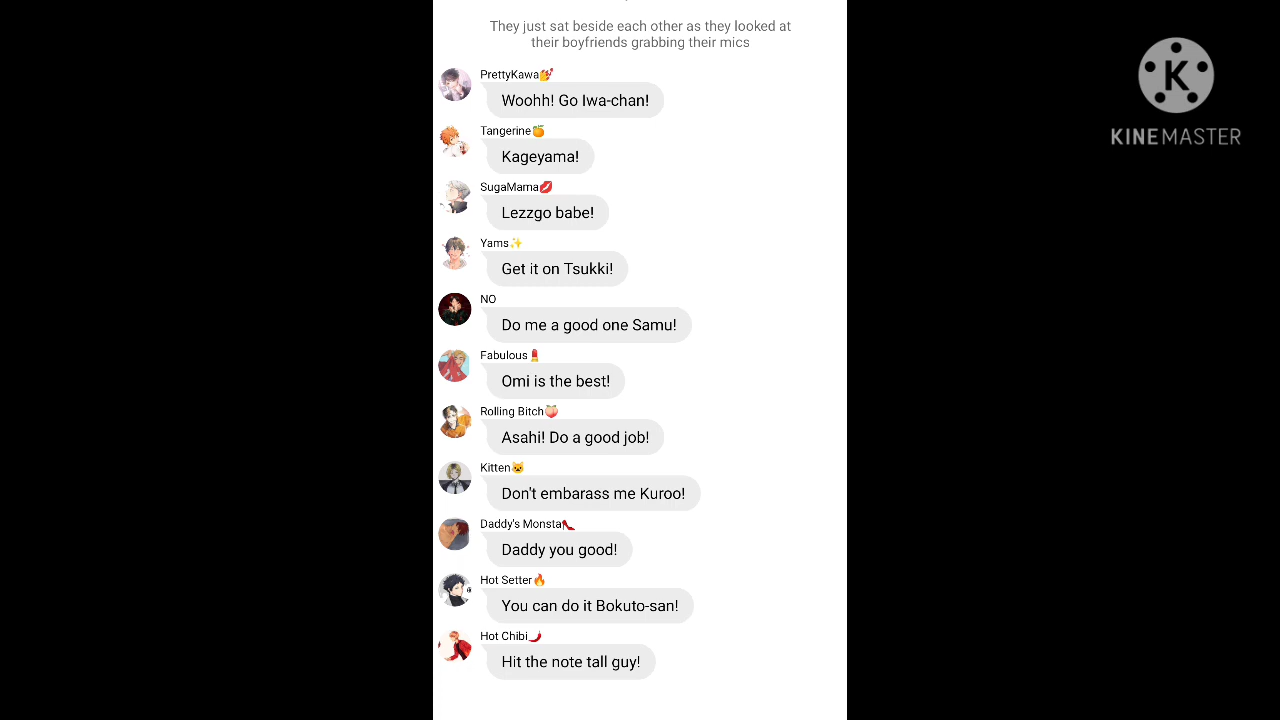 They just sat beside each other as they looked at
their boyfriends grabbing their mics
PrettyKawa💅
Woohh! Go Iwa-chan!
Tangerine🍊
Kageyama!
SugaMama💋
Lezzgo babe!
Yams✨
Get it on Tsukki!
NO
Do me a good one Samu!
Fabulous💄
Omi is the best!
Rolling Bitch🍑
Asahi! Do a good job!
Kitten🐱
Don't embarass me Kuroo!
Daddy's Monsta👠
Daddy you good!
Hot Setter🔥
You can do it Bokuto-san!
Hot Chibi🌶️
Hit the note tall guy!
K
KINEMASTER